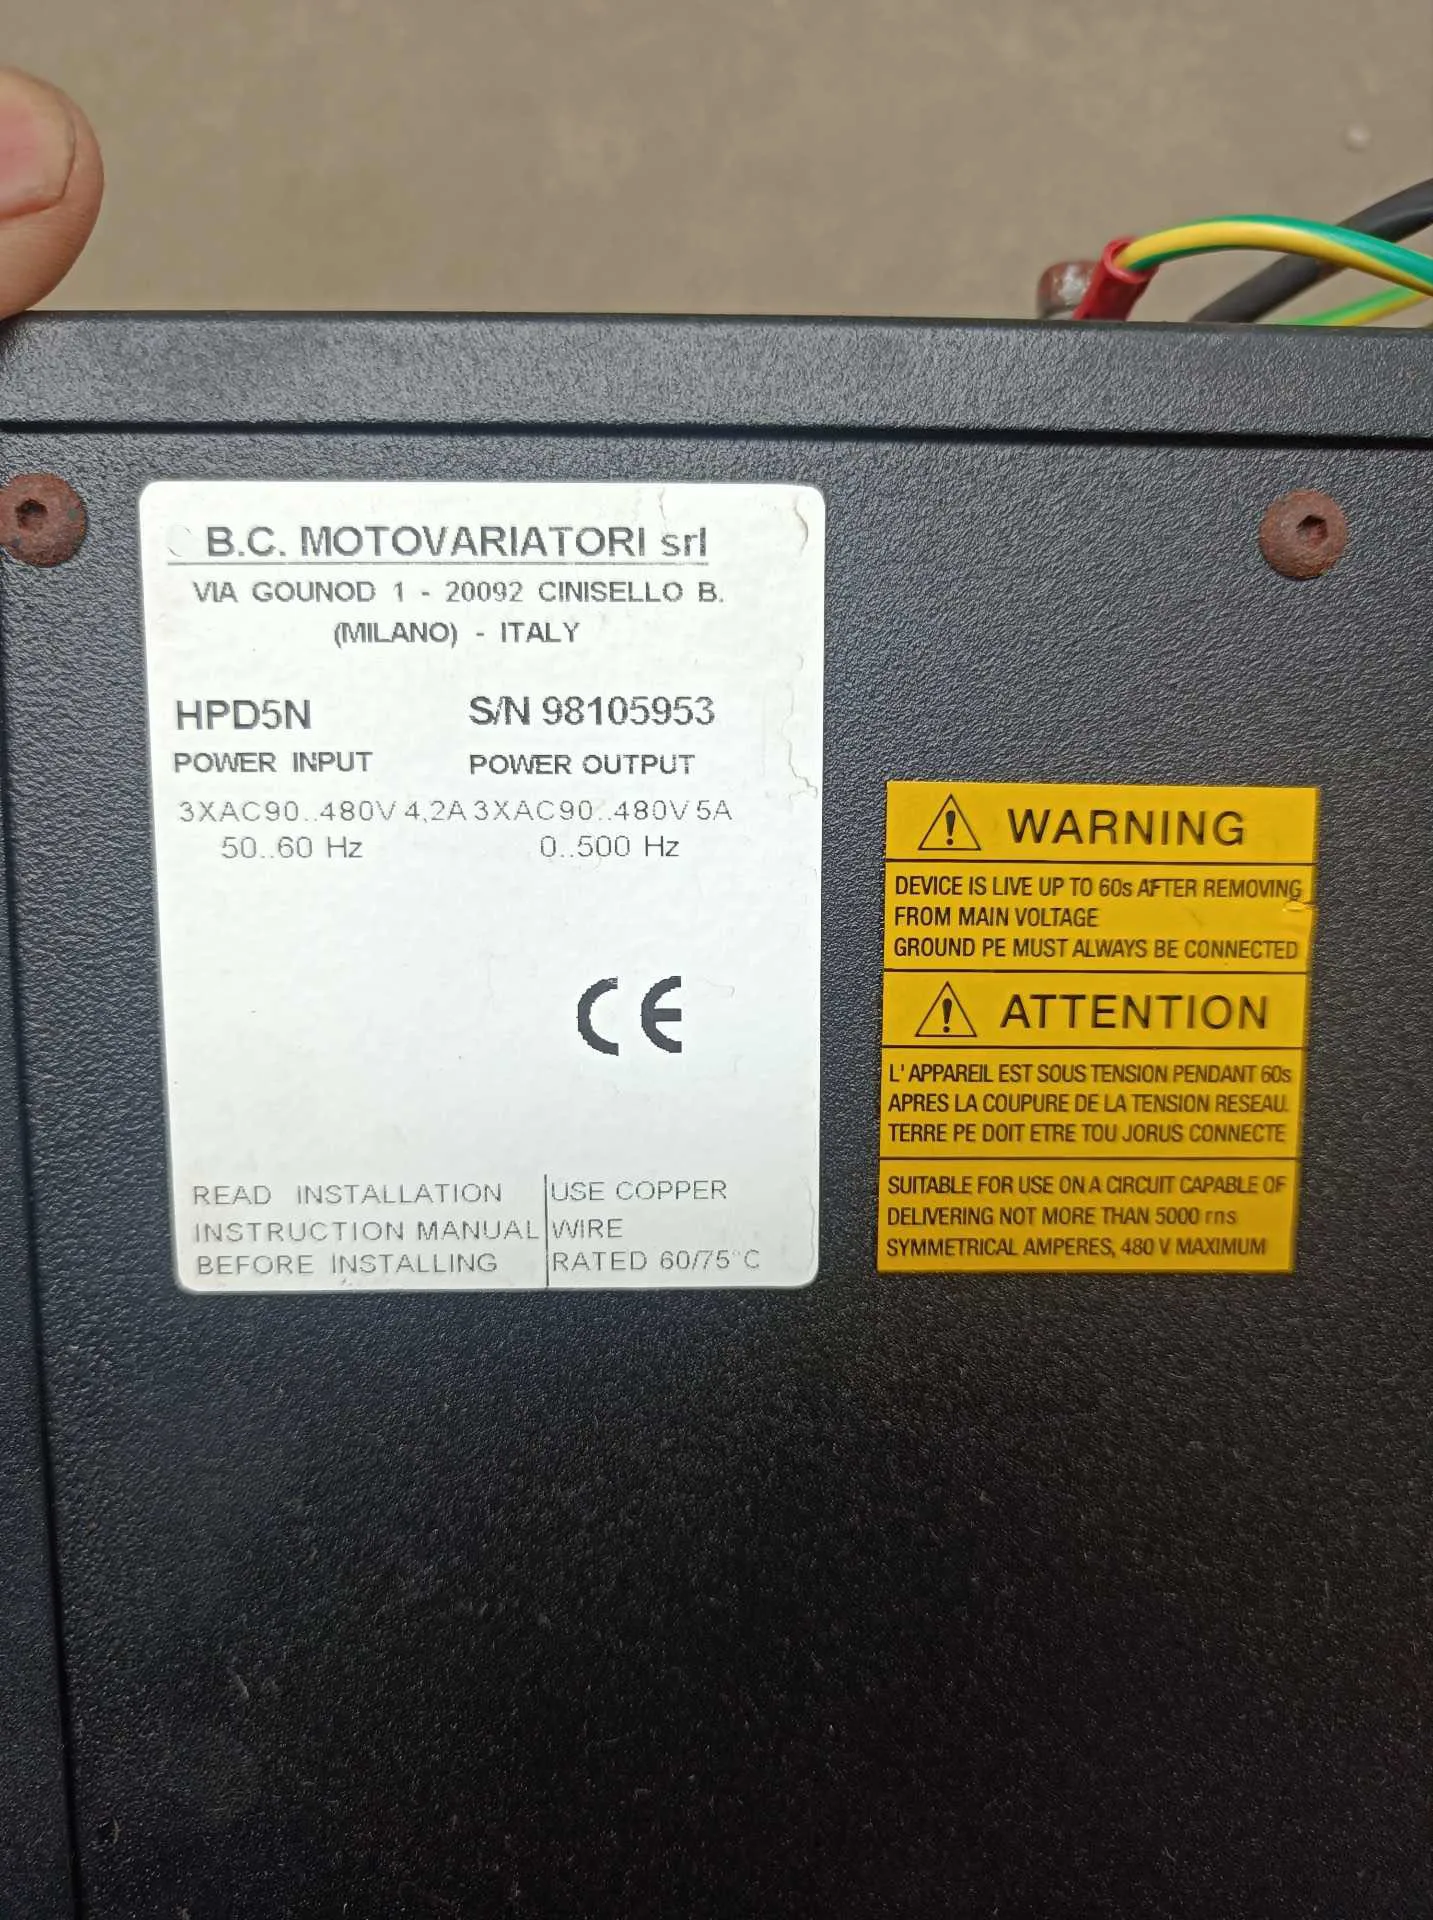 B.C. MOTOVARIATORI srl
VIA GOUNOD 1 - 20092 CINISELLO B.
(MILANO) - ITALY
HPD5N S/N 98105953
POWER INPUT POWER OUTPUT
3XAC90..480V 4,2A 3XAC90..480V 5A
50..60 Hz 0..500 Hz
CE
READ INSTALLATION
INSTRUCTION MANUAL
BEFORE INSTALLING
USE COPPER
WIRE
RATED 60/75°C
WARNING
DEVICE IS LIVE UP TO 60s AFTER REMOVING
FROM MAIN VOLTAGE
GROUND PE MUST ALWAYS BE CONNECTED
ATTENTION
L' APPAREIL EST SOUS TENSION PENDANT 60s
APRES LA COUPURE DE LA TENSION RESEAU.
TERRE PE DOIT ETRE TOU JORUS CONNECTE
SUITABLE FOR USE ON A CIRCUIT CAPABLE OF
DELIVERING NOT MORE THAN 5000 rns
SYMMETRICAL AMPERES, 480 V MAXIMUM